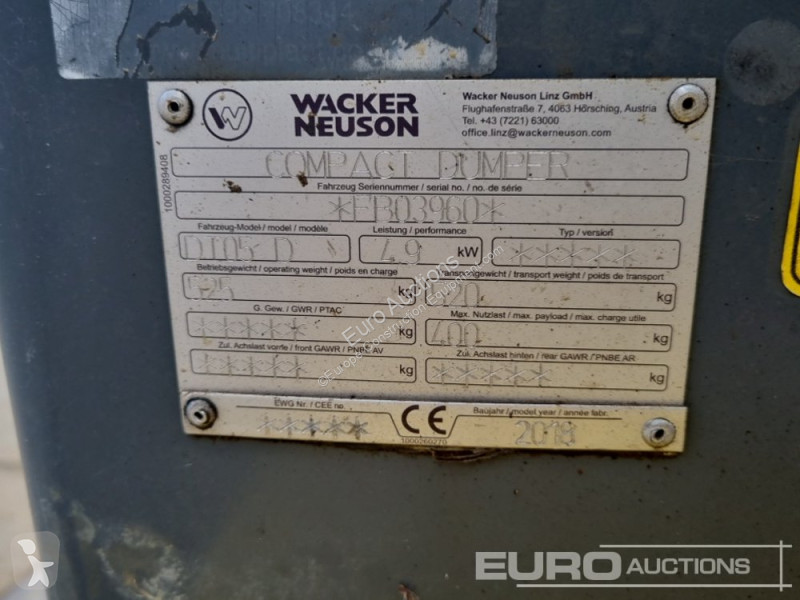 Wacker Neuson Linz GmbH
Flughafenstraße 7, 4063 Hörsching, Austria
Tel. +43 (7221) 63000
office.linz@wackerneuson.com
WACKER
NEUSON
COMPACT DUMPER
1000289408
Fahrzeug Seriennummer / serial no. / no. de série
*FB03960*
Fahrzeug-Model / model / modèle
Leistung / performance
Typ / version
DT05 D
4.9 kW
*****
Betriebsgewicht / operating weight / poids en charge
Transportgewicht / transport weight / poids de transport
525 kg
kg
G. Gew. / GWR / PTAC
Max. Nutzlast / max. payload / max. charge utile
***** kg
400 kg
Zul. Achslast vorne / front GAWR / PNBE AV
Zul. Achslast hinten / rear GAWR / PNBE AR
***** kg
***** kg
EWG Nr. / CEE no.
CE
Baujahr / model year / année fabr.
*****
1000260270
2018
Euro Auctions
EURO AUCTIONS